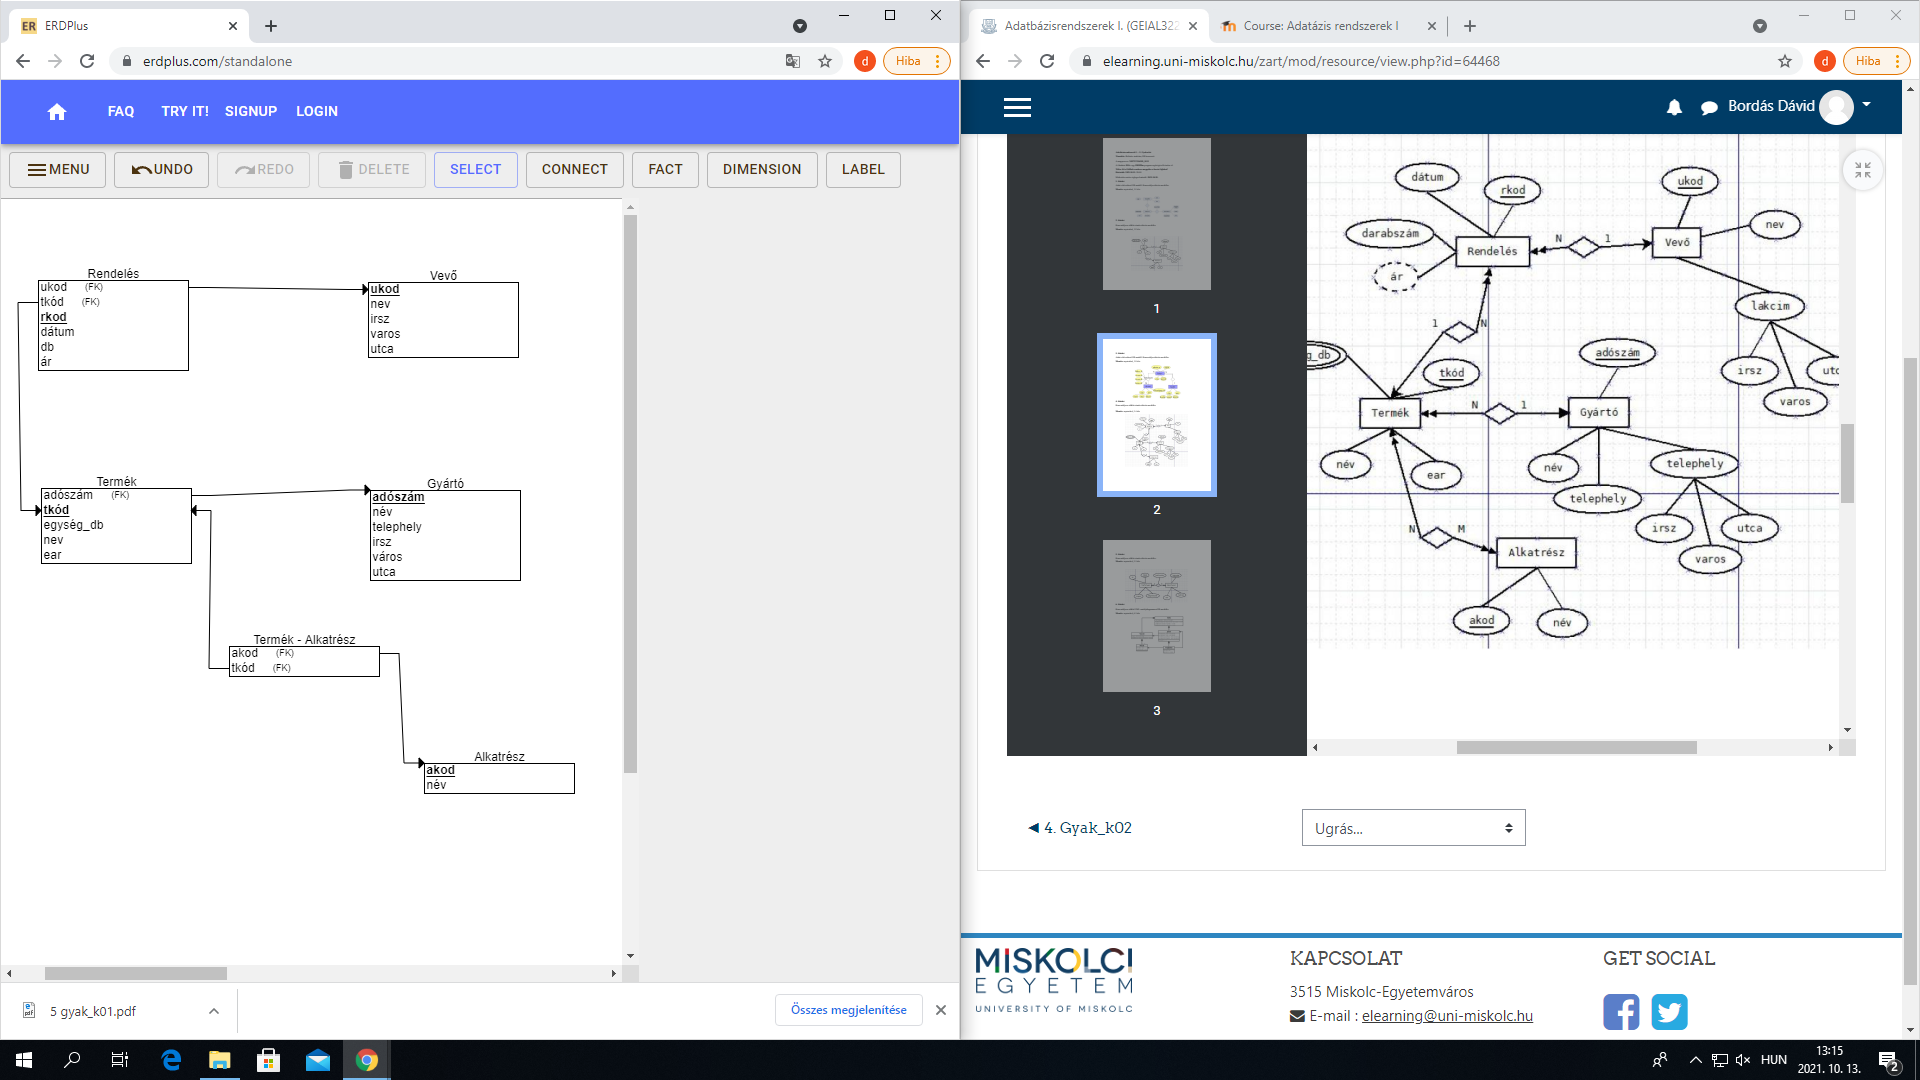 ERDPlus
erdplus.com/standalone
d
Hiba
FAQ
TRY IT!
SIGNUP
LOGIN
MENU
UNDO
REDO
DELETE
SELECT
CONNECT
FACT
DIMENSION
LABEL
Rendelés
ukod (FK)
tkód (FK)
rkod
dátum
db
ár
Vevő
ukod
nev
irsz
varos
utca
Termék
adószám (FK)
tkód
egység_db
nev
ear
Gyártó
adószám
név
telephely
irsz
város
utca
Termék - Alkatrész
akod (FK)
tkód (FK)
Alkatrész
akod
név
5 gyak_k01.pdf
Összes megjelenítése
Adatbázisrendszerek I. (GEIAL322
Course: Adatázis rendszerek I
elearning.uni-miskolc.hu/zart/mod/resource/view.php?id=64468
d
Hiba
Bordás Dávid
1
2
3
dátum
rkod
ukod
darabszám
nev
Rendelés
N
1
Vevő
ár
lakcim
1
N
g_db
adószám
tkód
irsz
utc
varos
Termék
N
1
Gyártó
név
ear
név
telephely
telephely
irsz
utca
varos
N
M
Alkatrész
akod
név
4. Gyak_k02
Ugrás...
MISKOLCI
EGYETEM
UNIVERSITY OF MISKOLC
KAPCSOLAT
3515 Miskolc-Egyetemváros
E-mail : elearning@uni-miskolc.hu
GET SOCIAL
HUN
13:15
2021. 10. 13.
2